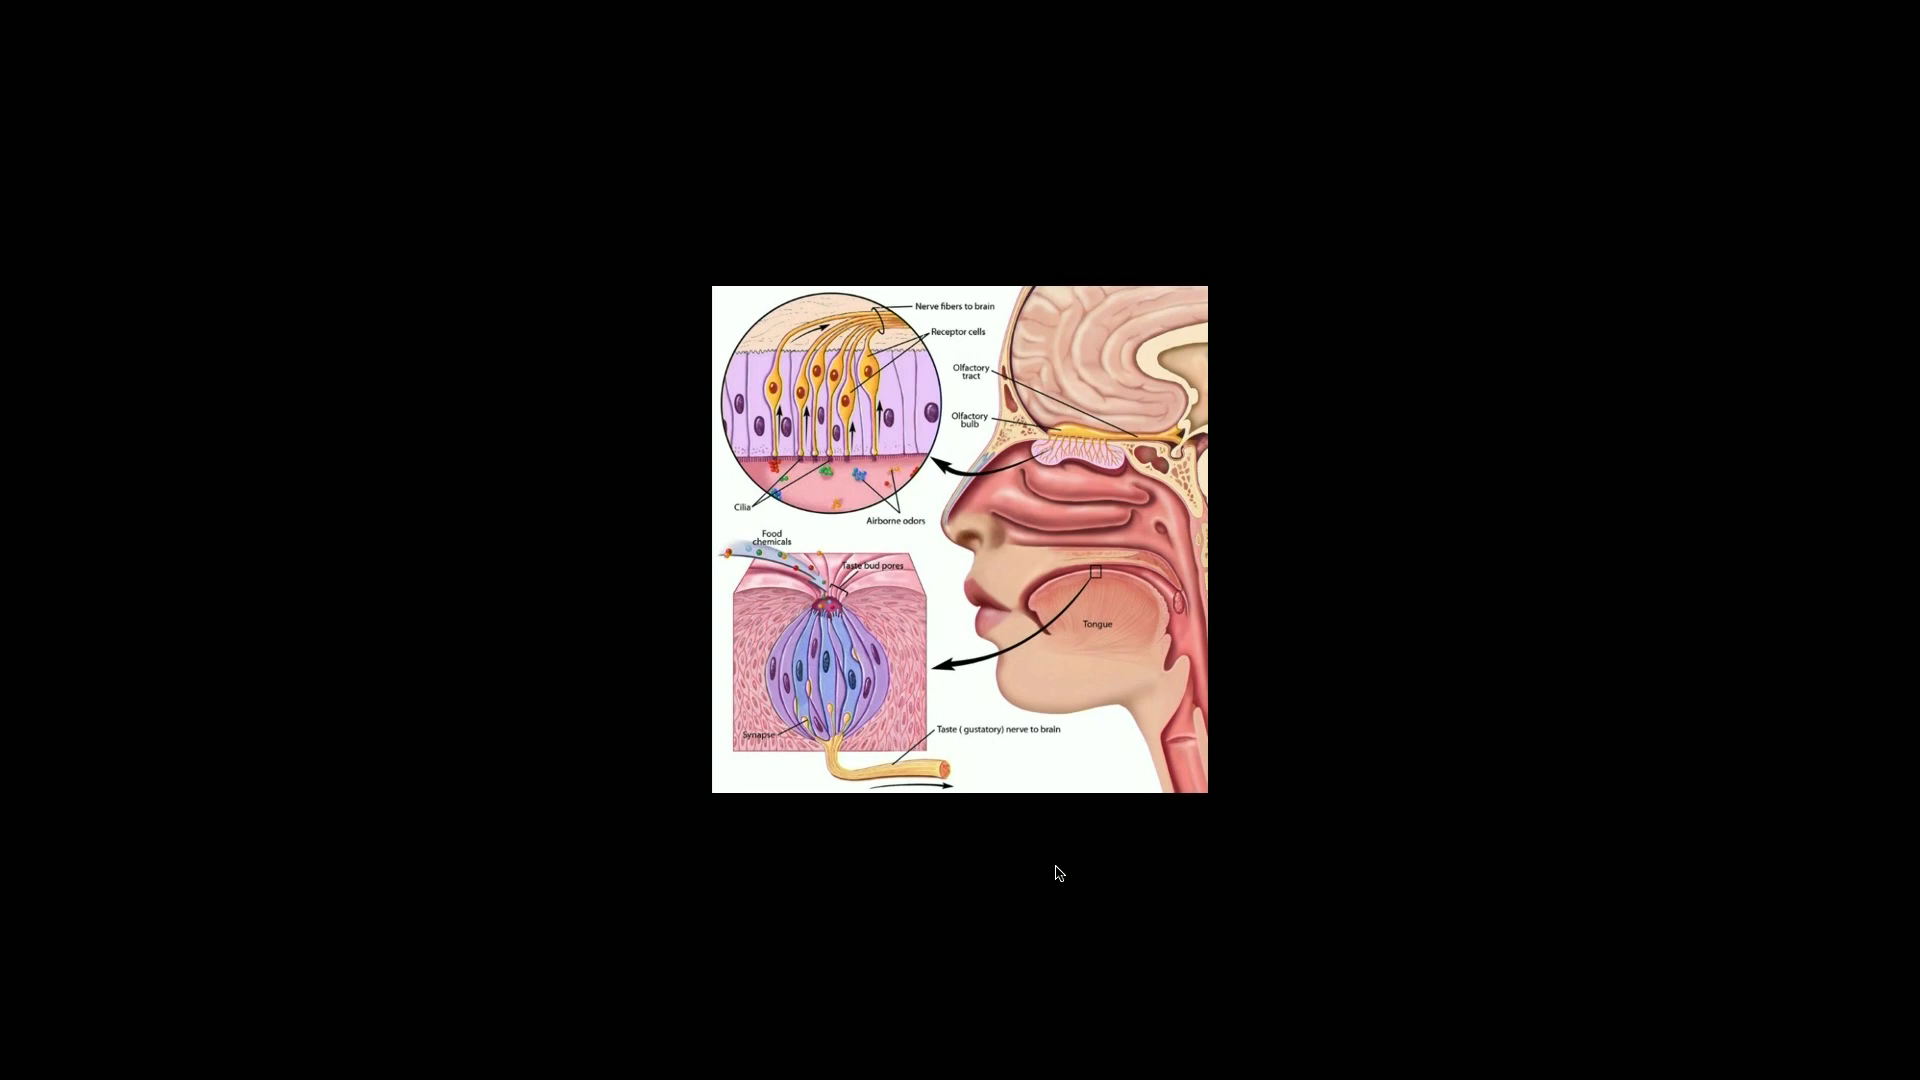 Nerve fibers to brain
Receptor cells
Olfactory
tract
Olfactory
bulb
Cilia
Airborne odors
Food
chemicals
Taste bud pores
Tongue
Synapse
Taste ( gustatory) nerve to brain